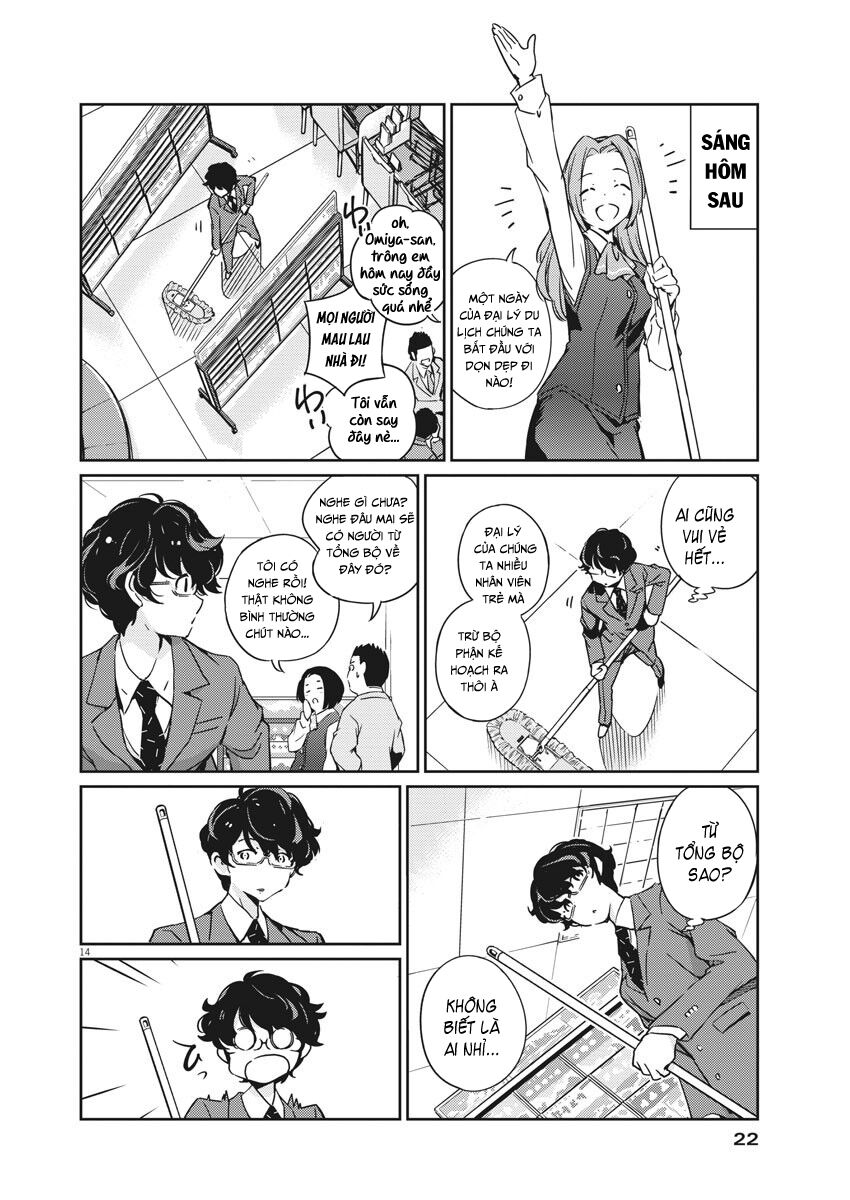 SÁNG
HÔM
SAU
MỘT NGÀY
CỦA ĐẠI LÝ DU
LỊCH CHÚNG TA
BẮT ĐẦU VỚI
DỌN DẸP ĐI
NÀO!
わい
oh,
Omiya-san,
trông em
hôm nay đầy
sức sống
quá nhể
MỌI NGƯỜI
MAU LAU
NHÀ ĐI!
わい
Tôi vẫn
còn say
đây nè...
AI CŨNG
VUI VẺ
HẾT...
ĐẠI LÝ
CỦA CHÚNG
TA NHIỀU
NHÂN VIÊN
TRẺ MÀ
TRỪ BỘ
PHẬN KẾ
HOẠCH RA
THÔI À
NGHE GÌ CHƯA?
NGHE ĐÂU MAI SẼ
CÓ NGƯỜI TỪ
TỔNG BỘ VỀ
ĐÂY ĐÓ?
TÔI CÓ
NGHE RỒI!
THẬT KHÔNG
BÌNH THƯỜNG
CHÚT NÀO...
TỪ
TỔNG BỘ
SAO?
KHÔNG
BIẾT LÀ
AI NHỈ...
14
22